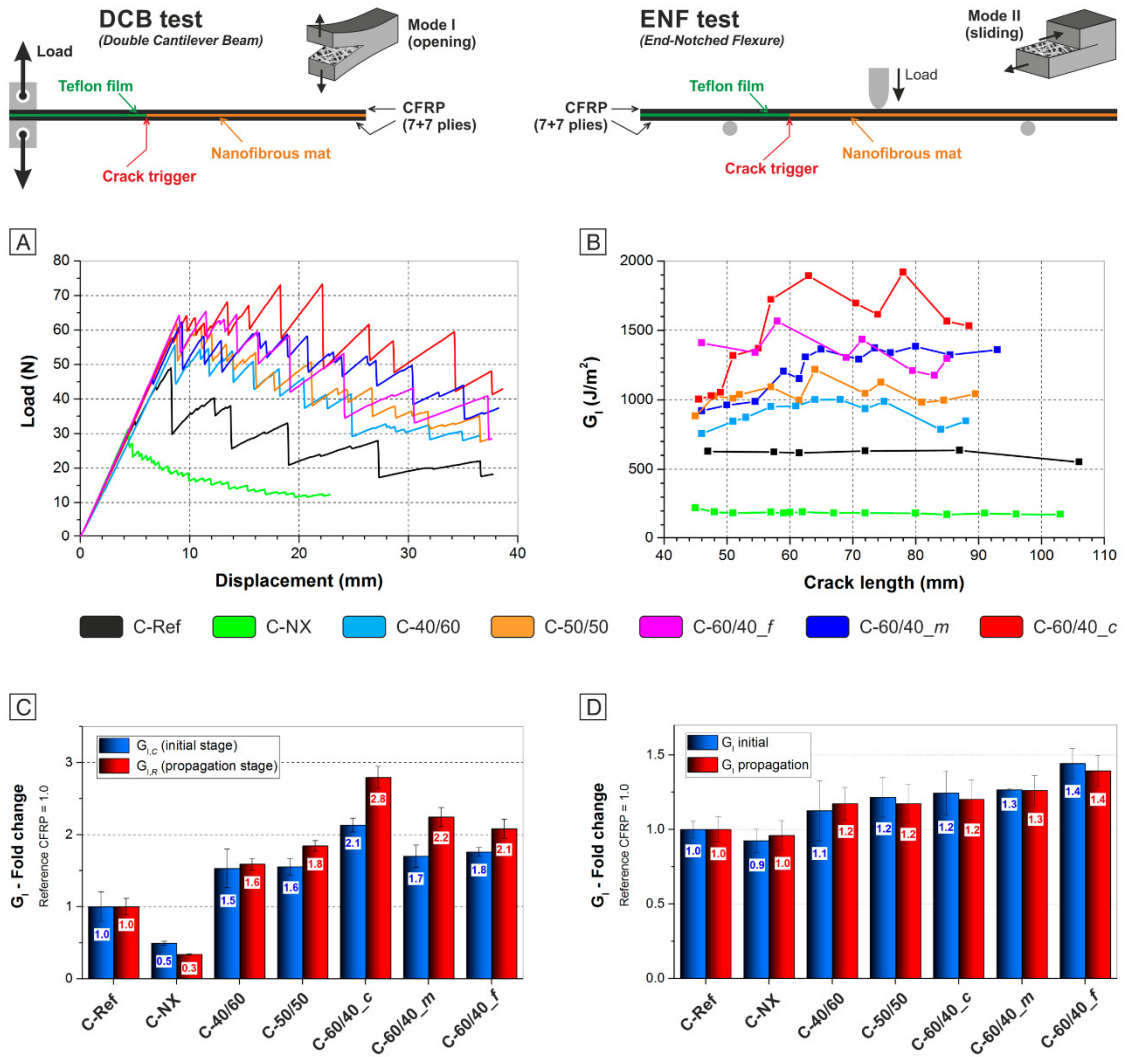 DCB test
(Double Cantilever Beam)
Mode I
(opening)
Load
Teflon film
CFRP
(7+7 plies)
Nanofibrous mat
Crack trigger
ENF test
(End-Notched Flexure)
Mode II
(sliding)
Load
Teflon film
CFRP
(7+7 plies)
Nanofibrous mat
Crack trigger
A
80
70
60
50
40
30
20
10
0
Load (N)
0 10 20 30 40
Displacement (mm)
B
2000
1500
1000
500
0
G_I (J/m²)
40 50 60 70 80 90 100 110
Crack length (mm)
C-Ref C-NX C-40/60 C-50/50 C-60/40_f C-60/40_m C-60/40_c
C
G_I,C (initial stage)
G_I,R (propagation stage)
3
2
1
0
G_I - Fold change
Reference CFRP = 1.0
1.0 1.0 0.5 0.3 1.5 1.6 1.6 1.8 2.1 2.8 1.7 2.2 1.8 2.1
C-Ref C-NX C-40/60 C-50/50 C-60/40_c C-60/40_m C-60/40_f
D
G_I initial
G_I propagation
1.5
1.0
0.5
0.0
G_I - Fold change
Reference CFRP = 1.0
1.0 1.0 0.9 1.0 1.1 1.2 1.2 1.2 1.2 1.2 1.3 1.3 1.4 1.4
C-Ref C-NX C-40/60 C-50/50 C-60/40_c C-60/40_m C-60/40_f